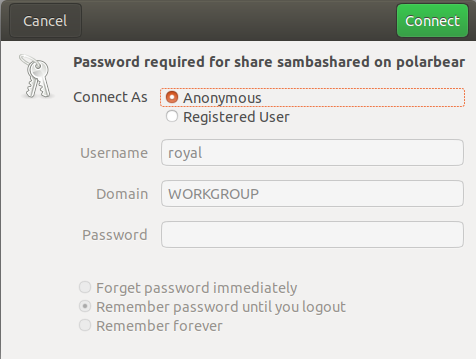 Cancel
Connect
Password required for share sambashared on polarbear
Connect As
Anonymous
Registered User
Username
royal
Domain
WORKGROUP
Password
Forget password immediately
Remember password until you logout
Remember forever